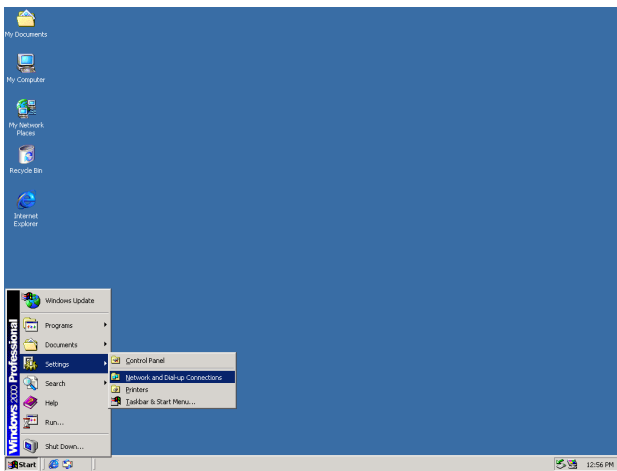 My Documents
My Computer
My Network
Places
Recycle Bin
Internet
Explorer
Windows 2000 Professional
Windows Update
Programs
Documents
Settings
Search
Help
Run...
Shut Down...
Control Panel
Network and Dial-up Connections
Printers
Taskbar & Start Menu...
Start
12:56 PM